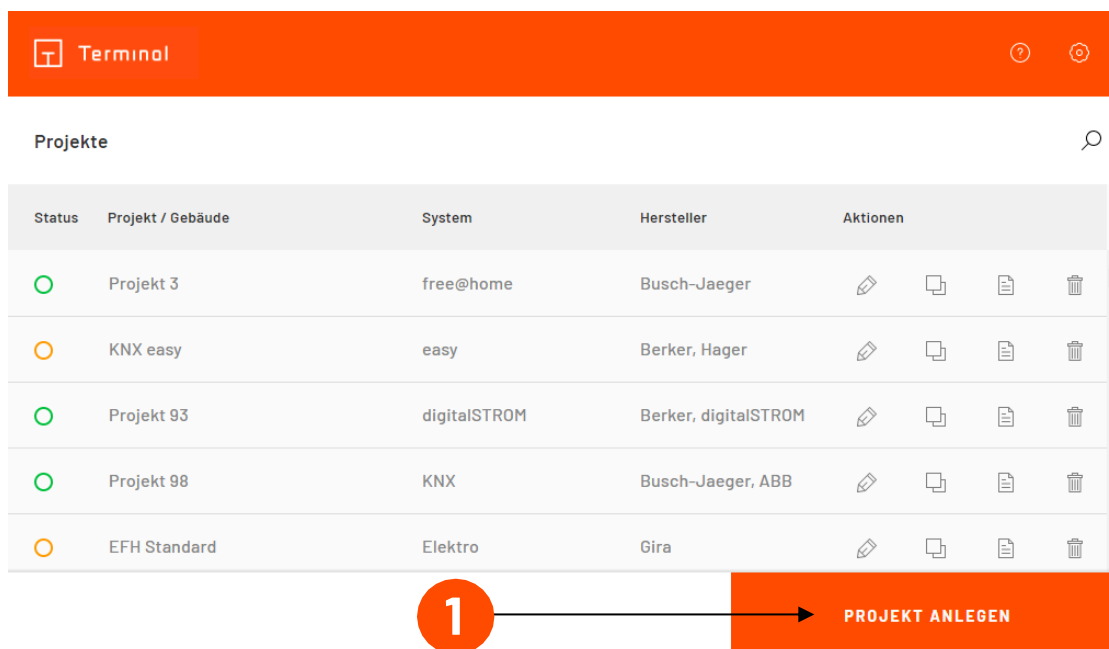 Terminal
Projekte
Status Projekt / Gebäude System Hersteller Aktionen
Projekt 3 free@home Busch-Jaeger
KNX easy easy Berker, Hager
Projekt 93 digitalSTROM Berker, digitalSTROM
Projekt 98 KNX Busch-Jaeger, ABB
EFH Standard Elektro Gira
1 PROJEKT ANLEGEN